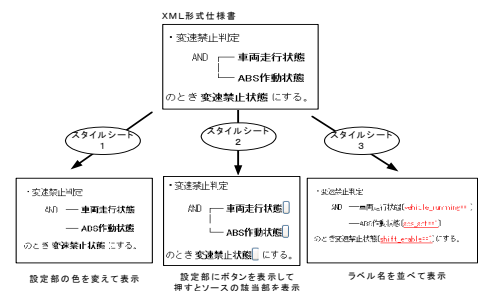 XML形式仕様書
・変速禁止判定
AND 車両走行状態
ABS作動状態
のとき 変速禁止状態 にする。
スタイルシート
1
スタイルシート
2
スタイルシート
3
・変速禁止判定
AND 車両走行状態
ABS作動状態
のとき 変速禁止状態 にする。
・変速禁止判定
AND 車両走行状態
ABS作動状態
のとき 変速禁止状態 にする。
・変速禁止判定
AND 車両走行状態
ABS作動状態
のとき変速禁止状態 にする。
設定部の色を変えて表示
設定部にボタンを表示して
押すとソースの該当部を表示
ラベル名を並べて表示